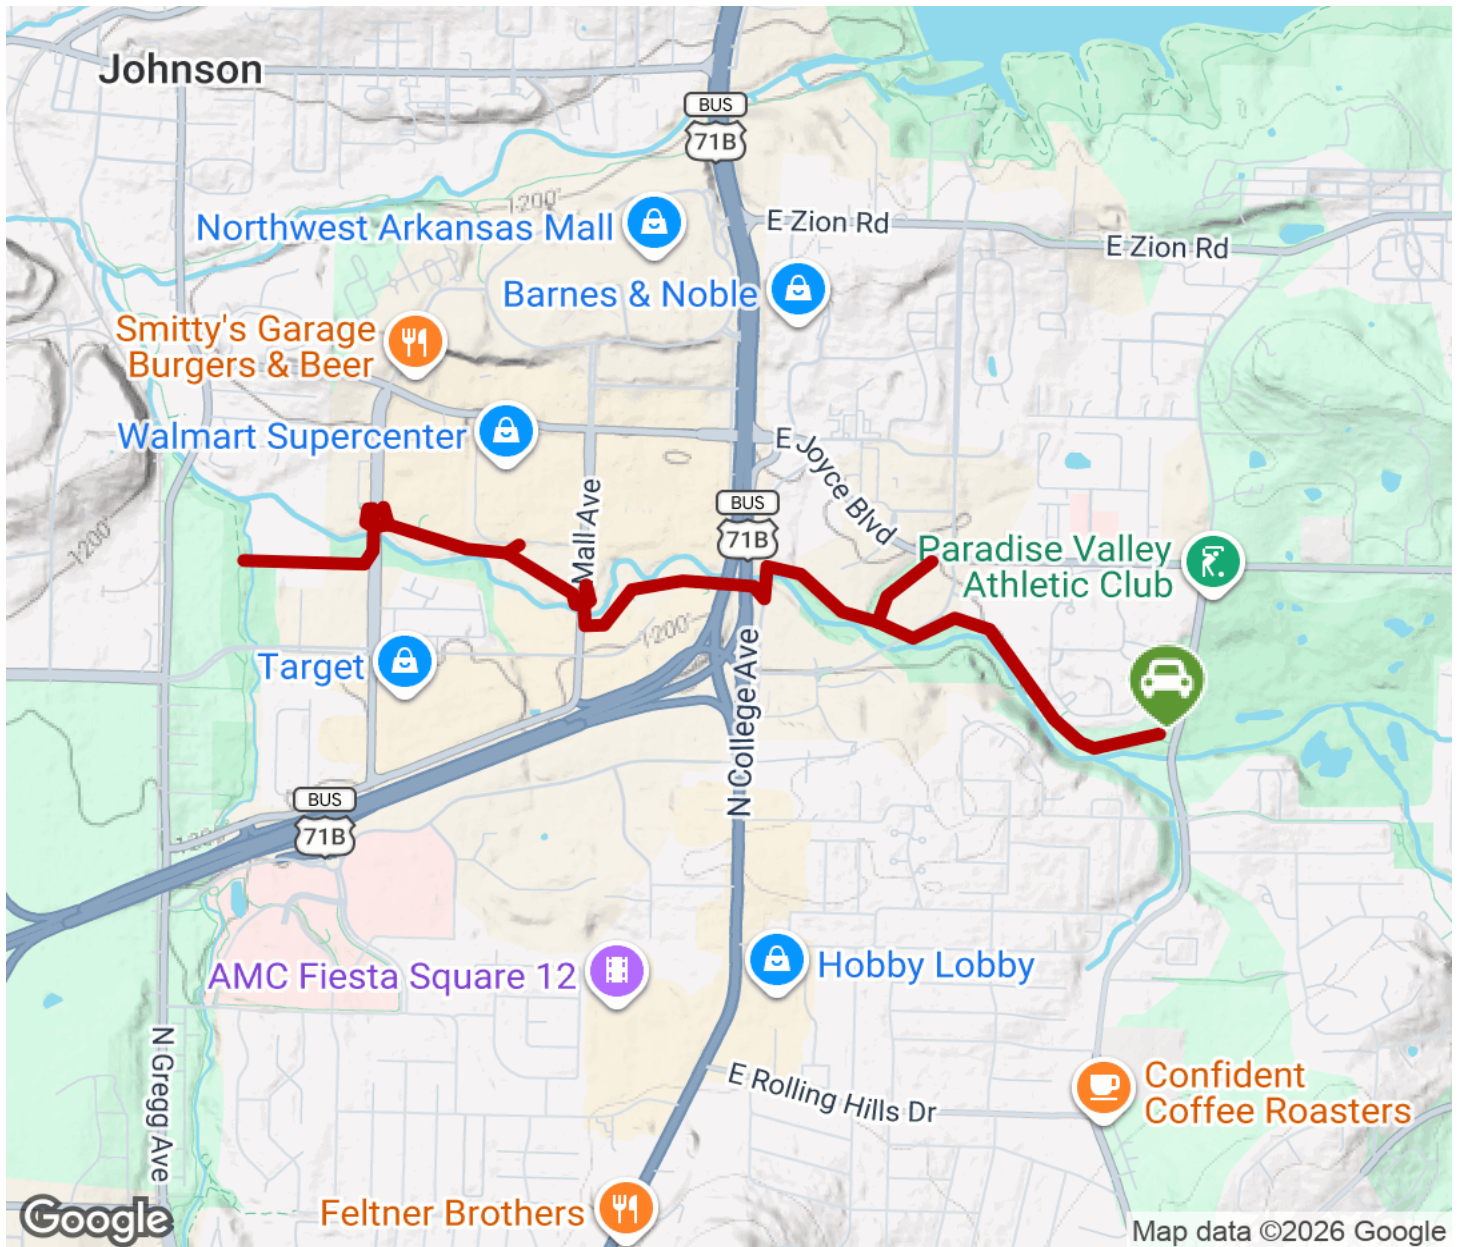 Johnson
BUS
71B
1200'
Northwest Arkansas Mall
E Zion Rd
E Zion Rd
Barnes & Noble
Smitty's Garage
Burgers & Beer
Walmart Supercenter
E Joyce Blvd
Mall Ave
BUS
71B
1200'
Paradise Valley
Athletic Club
1200'
Target
N College Ave
BUS
71B
1200'
AMC Fiesta Square 12
Hobby Lobby
N Gregg Ave
E Rolling Hills Dr
Confident
Coffee Roasters
Feltner Brothers
Google
Map data ©2026 Google